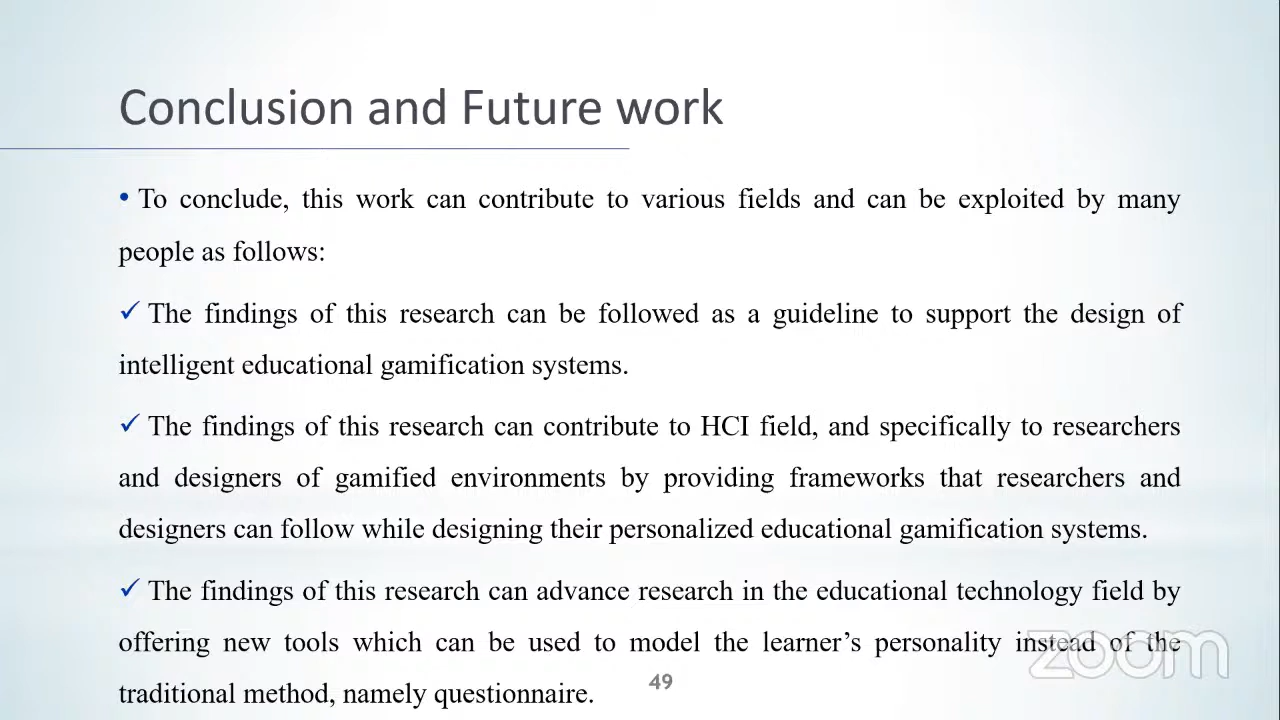 Conclusion and Future work
• To conclude, this work can contribute to various fields and can be exploited by many
people as follows:
✓ The findings of this research can be followed as a guideline to support the design of
intelligent educational gamification systems.
✓ The findings of this research can contribute to HCI field, and specifically to researchers
and designers of gamified environments by providing frameworks that researchers and
designers can follow while designing their personalized educational gamification systems.
✓ The findings of this research can advance research in the educational technology field by
offering new tools which can be used to model the learner's personality instead of the
traditional method, namely questionnaire.
49
zoom